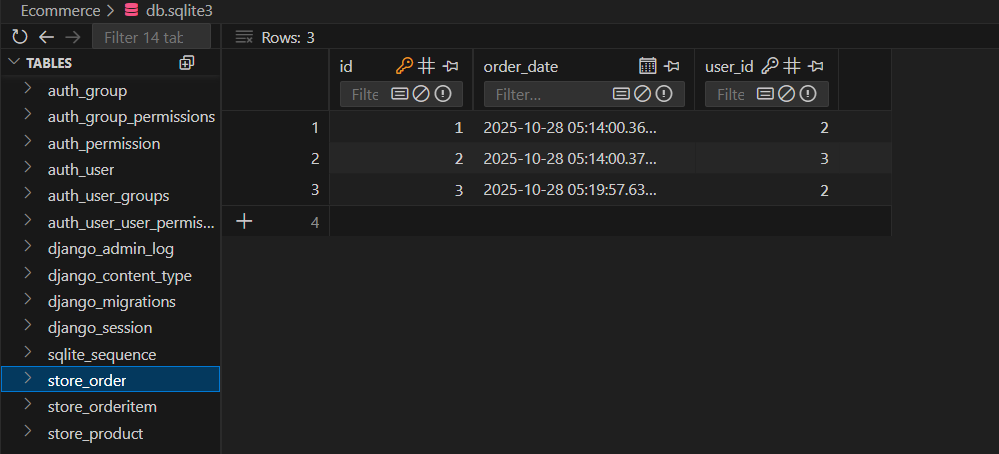 Ecommerce > db.sqlite3
Filter 14 tab
Rows: 3
TABLES
auth_group
auth_group_permissions
auth_permission
auth_user
auth_user_groups
auth_user_user_permis...
django_admin_log
django_content_type
django_migrations
django_session
sqlite_sequence
store_order
store_orderitem
store_product
id order_date user_id
Filte Filter... Filte
1 1 2025-10-28 05:14:00.36... 2
2 2 2025-10-28 05:14:00.37... 3
3 3 2025-10-28 05:19:57.63... 2
4